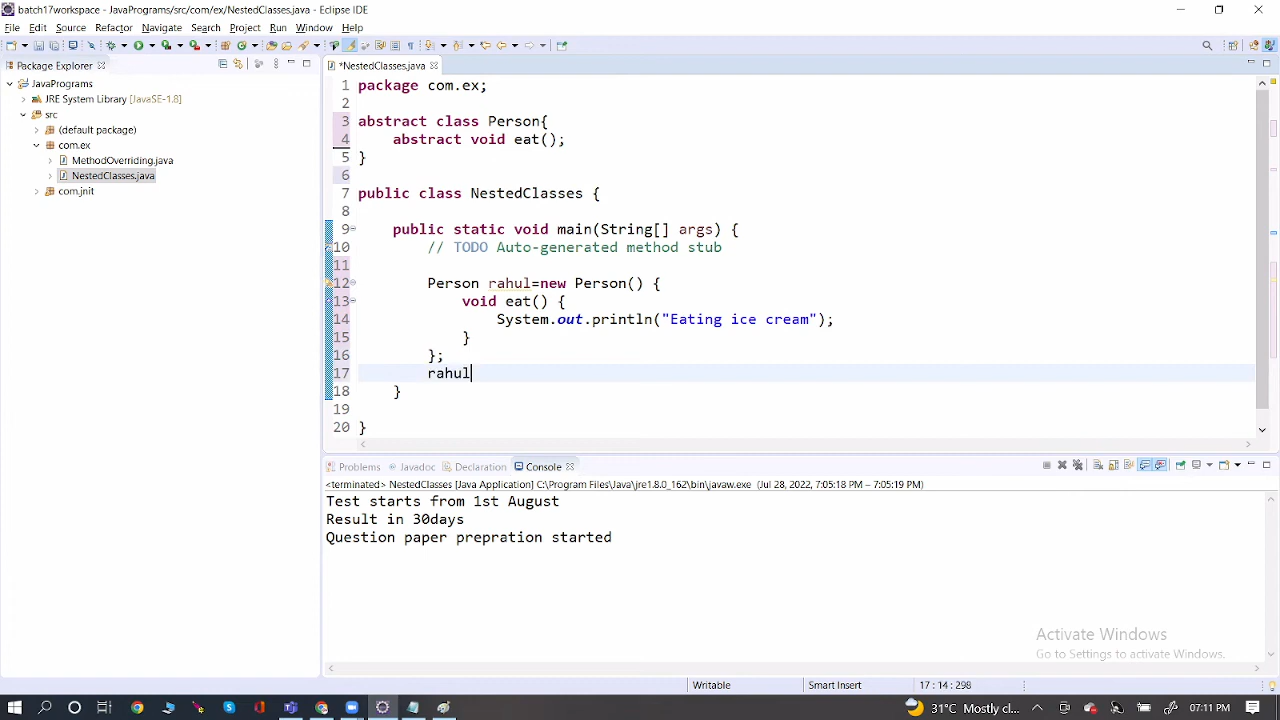 batch17workspace - JavaPrograms/src/com/ex/NestedClasses.java - Eclipse IDE
File Edit Source Refactor Navigate Search Project Run Window Help
Package Explorer
*NestedClasses.java
JavaPrograms
JRE System Library [JavaSE-1.8]
src
(default package)
com.ex
MethodOverriding.java
NestedClasses.java
com.jnit
1 package com.ex;
2
3 abstract class Person{
4 abstract void eat();
5 }
6
7 public class NestedClasses {
8
9 public static void main(String[] args) {
10 // TODO Auto-generated method stub
11
12 Person rahul=new Person() {
13 void eat() {
14 System.out.println("Eating ice cream");
15 }
16 };
17 rahul
18 }
19
20 }
Problems Javadoc Declaration Console
<terminated> NestedClasses [Java Application] C:\Program Files\Java\jre1.8.0_162\bin\javaw.exe (Jul 28, 2022, 7:05:18 PM – 7:05:19 PM)
Test starts from 1st August
Result in 30days
Question paper prepration started
Activate Windows
Go to Settings to activate Windows.
Writable Smart Insert 17 : 14 : 298
31°C Mostly cl... 07:11 PM